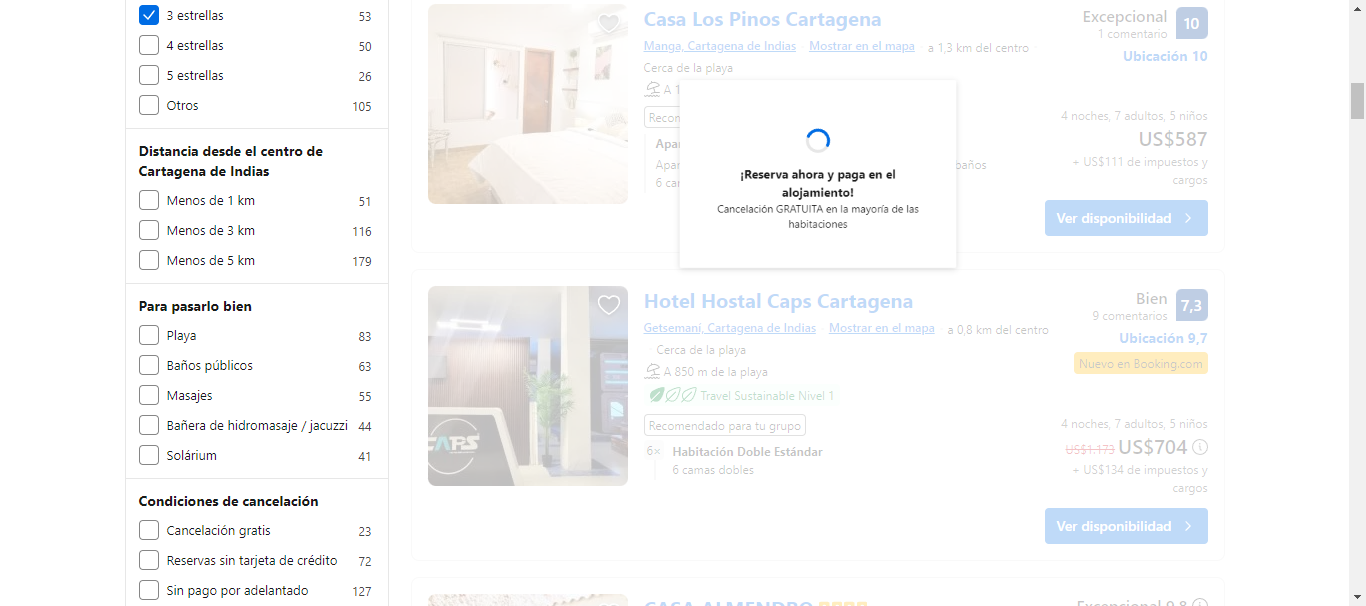 3 estrellas 53
4 estrellas 50
5 estrellas 26
Otros 105
Distancia desde el centro de
Cartagena de Indias
Menos de 1 km 51
Menos de 3 km 116
Menos de 5 km 179
Para pasarlo bien
Playa 83
Baños públicos 63
Masajes 55
Bañera de hidromasaje / jacuzzi 44
Solárium 41
Condiciones de cancelación
Cancelación gratis 23
Reservas sin tarjeta de crédito 72
Sin pago por adelantado 127
Casa Los Pinos Cartagena
Manga, Cartagena de Indias Mostrar en el mapa a 1,3 km del centro
Cerca de la playa
A 1
Recom
Apar
Apar baños
6 car
Excepcional 10
1 comentario
Ubicación 10
4 noches, 7 adultos, 5 niños
US$587
+ US$111 de impuestos y
cargos
Ver disponibilidad
¡Reserva ahora y paga en el
alojamiento!
Cancelación GRATUITA en la mayoría de las
habitaciones
CAPS
Hotel Hostal Caps Cartagena
Getsemaní, Cartagena de Indias Mostrar en el mapa a 0,8 km del centro
Cerca de la playa
A 850 m de la playa
Travel Sustainable Nivel 1
Recomendado para tu grupo
6× Habitación Doble Estándar
6 camas dobles
Bien 7,3
9 comentarios
Ubicación 9,7
Nuevo en Booking.com
4 noches, 7 adultos, 5 niños
US$1.173 US$704
+ US$134 de impuestos y
cargos
Ver disponibilidad
CASA ALMENDRO
Excepcional 9,8